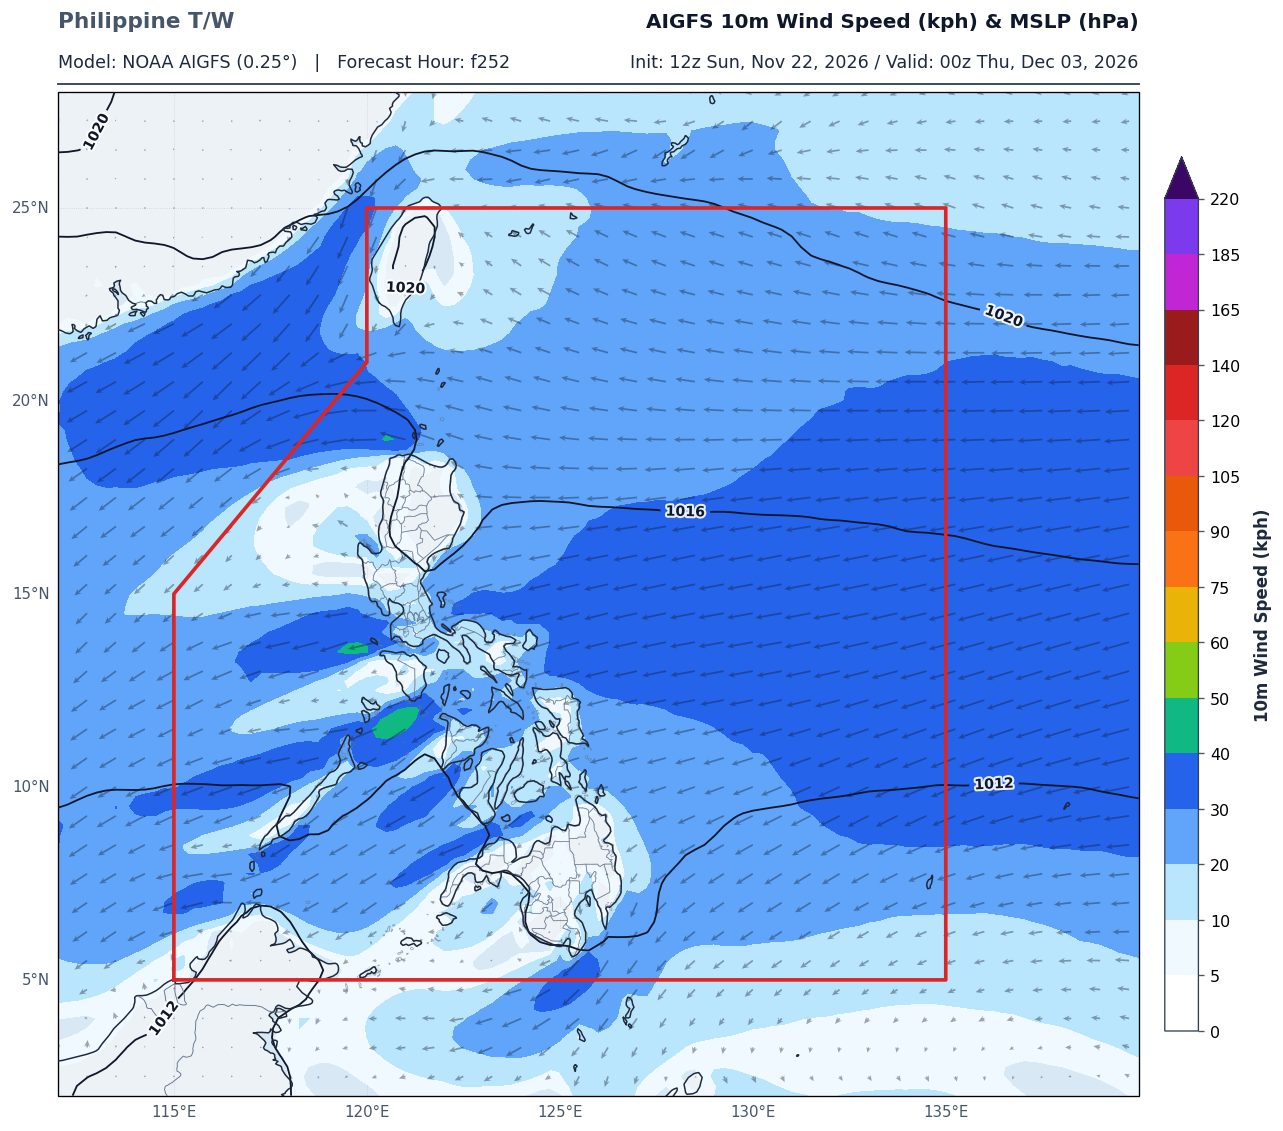 Philippine T/W
AIGFS 10m Wind Speed (kph) & MSLP (hPa)
Model: NOAA AIGFS (0.25°) | Forecast Hour: f252
Init: 12z Sun, Nov 22, 2026 / Valid: 00z Thu, Dec 03, 2026
1020
1020
1020
1016
1012
1012
25°N
20°N
15°N
10°N
5°N
115°E
120°E
125°E
130°E
135°E
220
185
165
140
120
105
90
75
60
50
40
30
20
10
5
0
10m Wind Speed (kph)